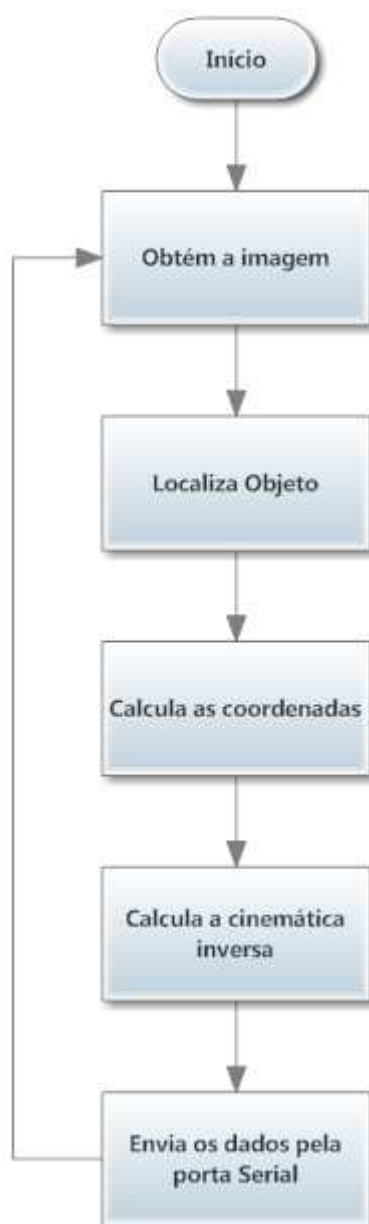 Início
Obtém a imagem
Localiza Objeto
Calcula as coordenadas
Calcula a cinemática
inversa
Envia os dados pela
porta Serial